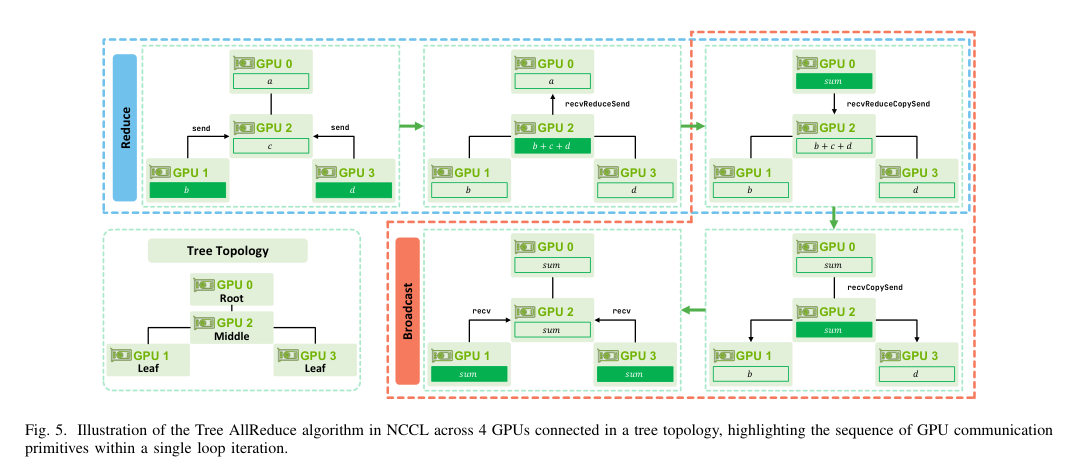 Reduce
GPU 0
a
send
send
GPU 2
c
GPU 1
b
GPU 3
d
GPU 0
a
recvReduceSend
GPU 2
b + c + d
GPU 1
b
GPU 3
d
GPU 0
sum
recvReduceCopySend
GPU 2
b + c + d
GPU 1
b
GPU 3
d
Tree Topology
GPU 0
Root
GPU 2
Middle
GPU 1
Leaf
GPU 3
Leaf
Broadcast
GPU 0
sum
recv
recv
GPU 2
sum
GPU 1
sum
GPU 3
sum
GPU 0
sum
recvCopySend
GPU 2
sum
GPU 1
b
GPU 3
d
Fig. 5. Illustration of the Tree AllReduce algorithm in NCCL across 4 GPUs connected in a tree topology, highlighting the sequence of GPU communication
primitives within a single loop iteration.